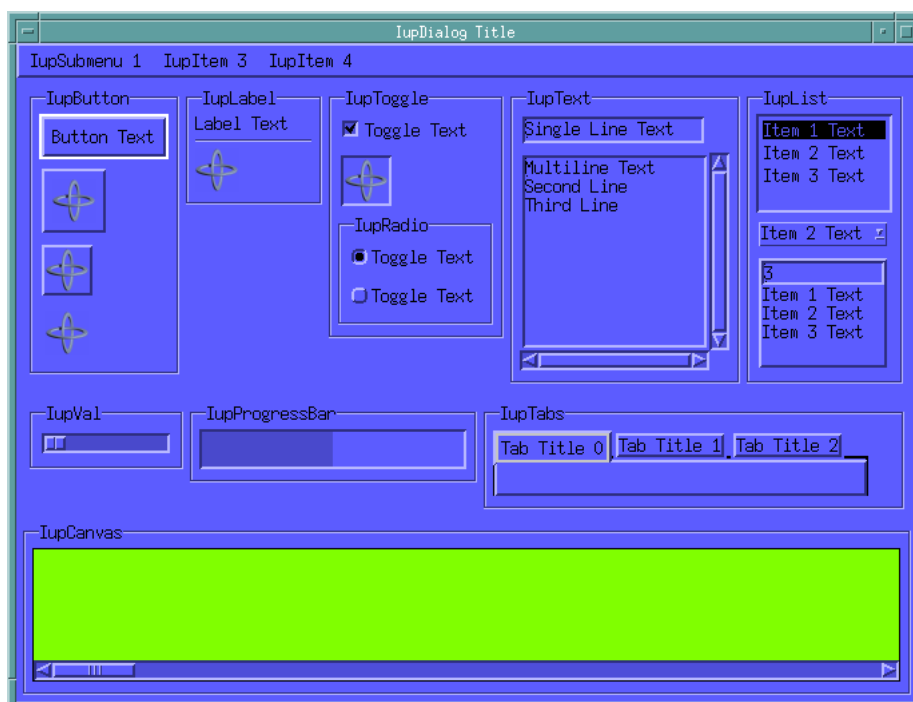 IupDialog Title
IupSubmenu 1 IupItem 3 IupItem 4
IupButton
Button Text
IupLabel
Label Text
IupToggle
Toggle Text
IupRadio
Toggle Text
Toggle Text
IupText
Single Line Text
Multiline Text
Second Line
Third Line
IupList
Item 1 Text
Item 2 Text
Item 3 Text
Item 2 Text
3
Item 1 Text
Item 2 Text
Item 3 Text
IupVal
IupProgressBar
IupTabs
Tab Title 0 Tab Title 1 Tab Title 2
IupCanvas